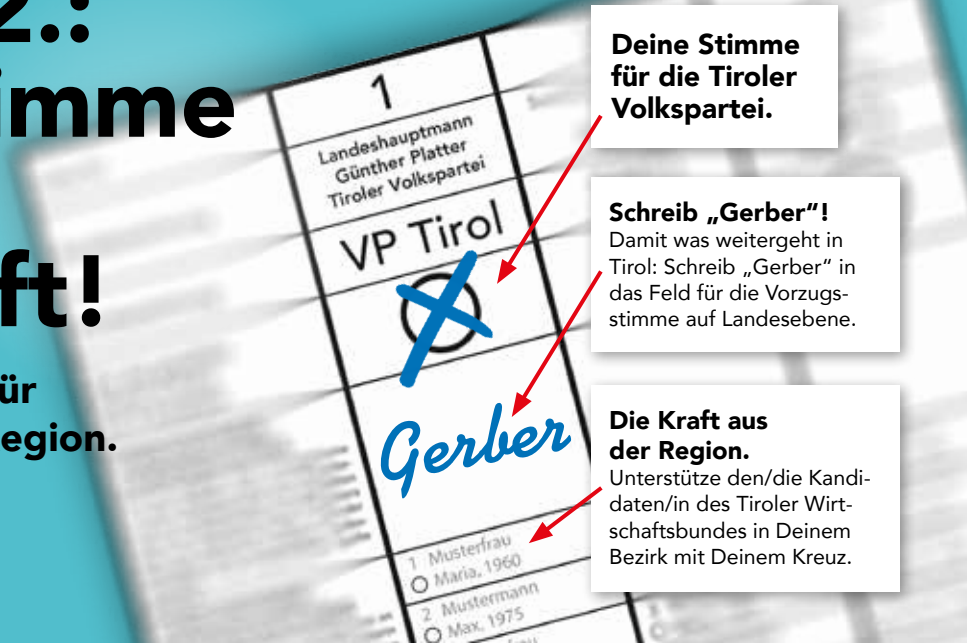 2.:
imme
ft!
ür
egion.
1
Landeshauptmann
Günther Platter
Tiroler Volkspartei
VP Tirol
Gerber
1 Musterfrau
Maria, 1960
2 Mustermann
Max, 1975
Deine Stimme
für die Tiroler
Volkspartei.
Schreib „Gerber“!
Damit was weitergeht in
Tirol: Schreib „Gerber“ in
das Feld für die Vorzugs-
stimme auf Landesebene.
Die Kraft aus
der Region.
Unterstütze den/die Kandi-
daten/in des Tiroler Wirt-
schaftsbundes in Deinem
Bezirk mit Deinem Kreuz.